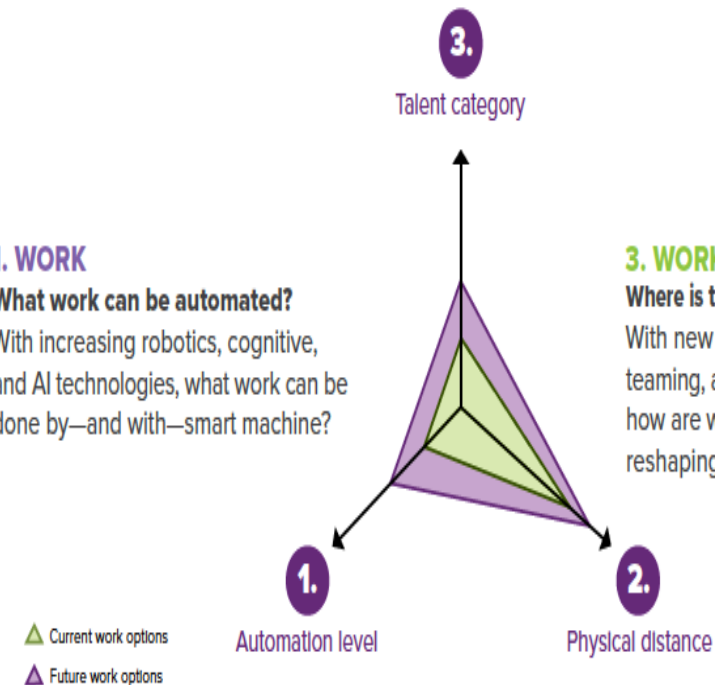 3.
Talent category
. WORK
What work can be automated?
With increasing robotics, cognitive,
and AI technologies, what work can be
done by—and with—smart machine?
3. WORK
Where is t
With new
teaming, a
how are w
reshaping
1.
Automation level
2.
Physical distance
Current work options
Future work options